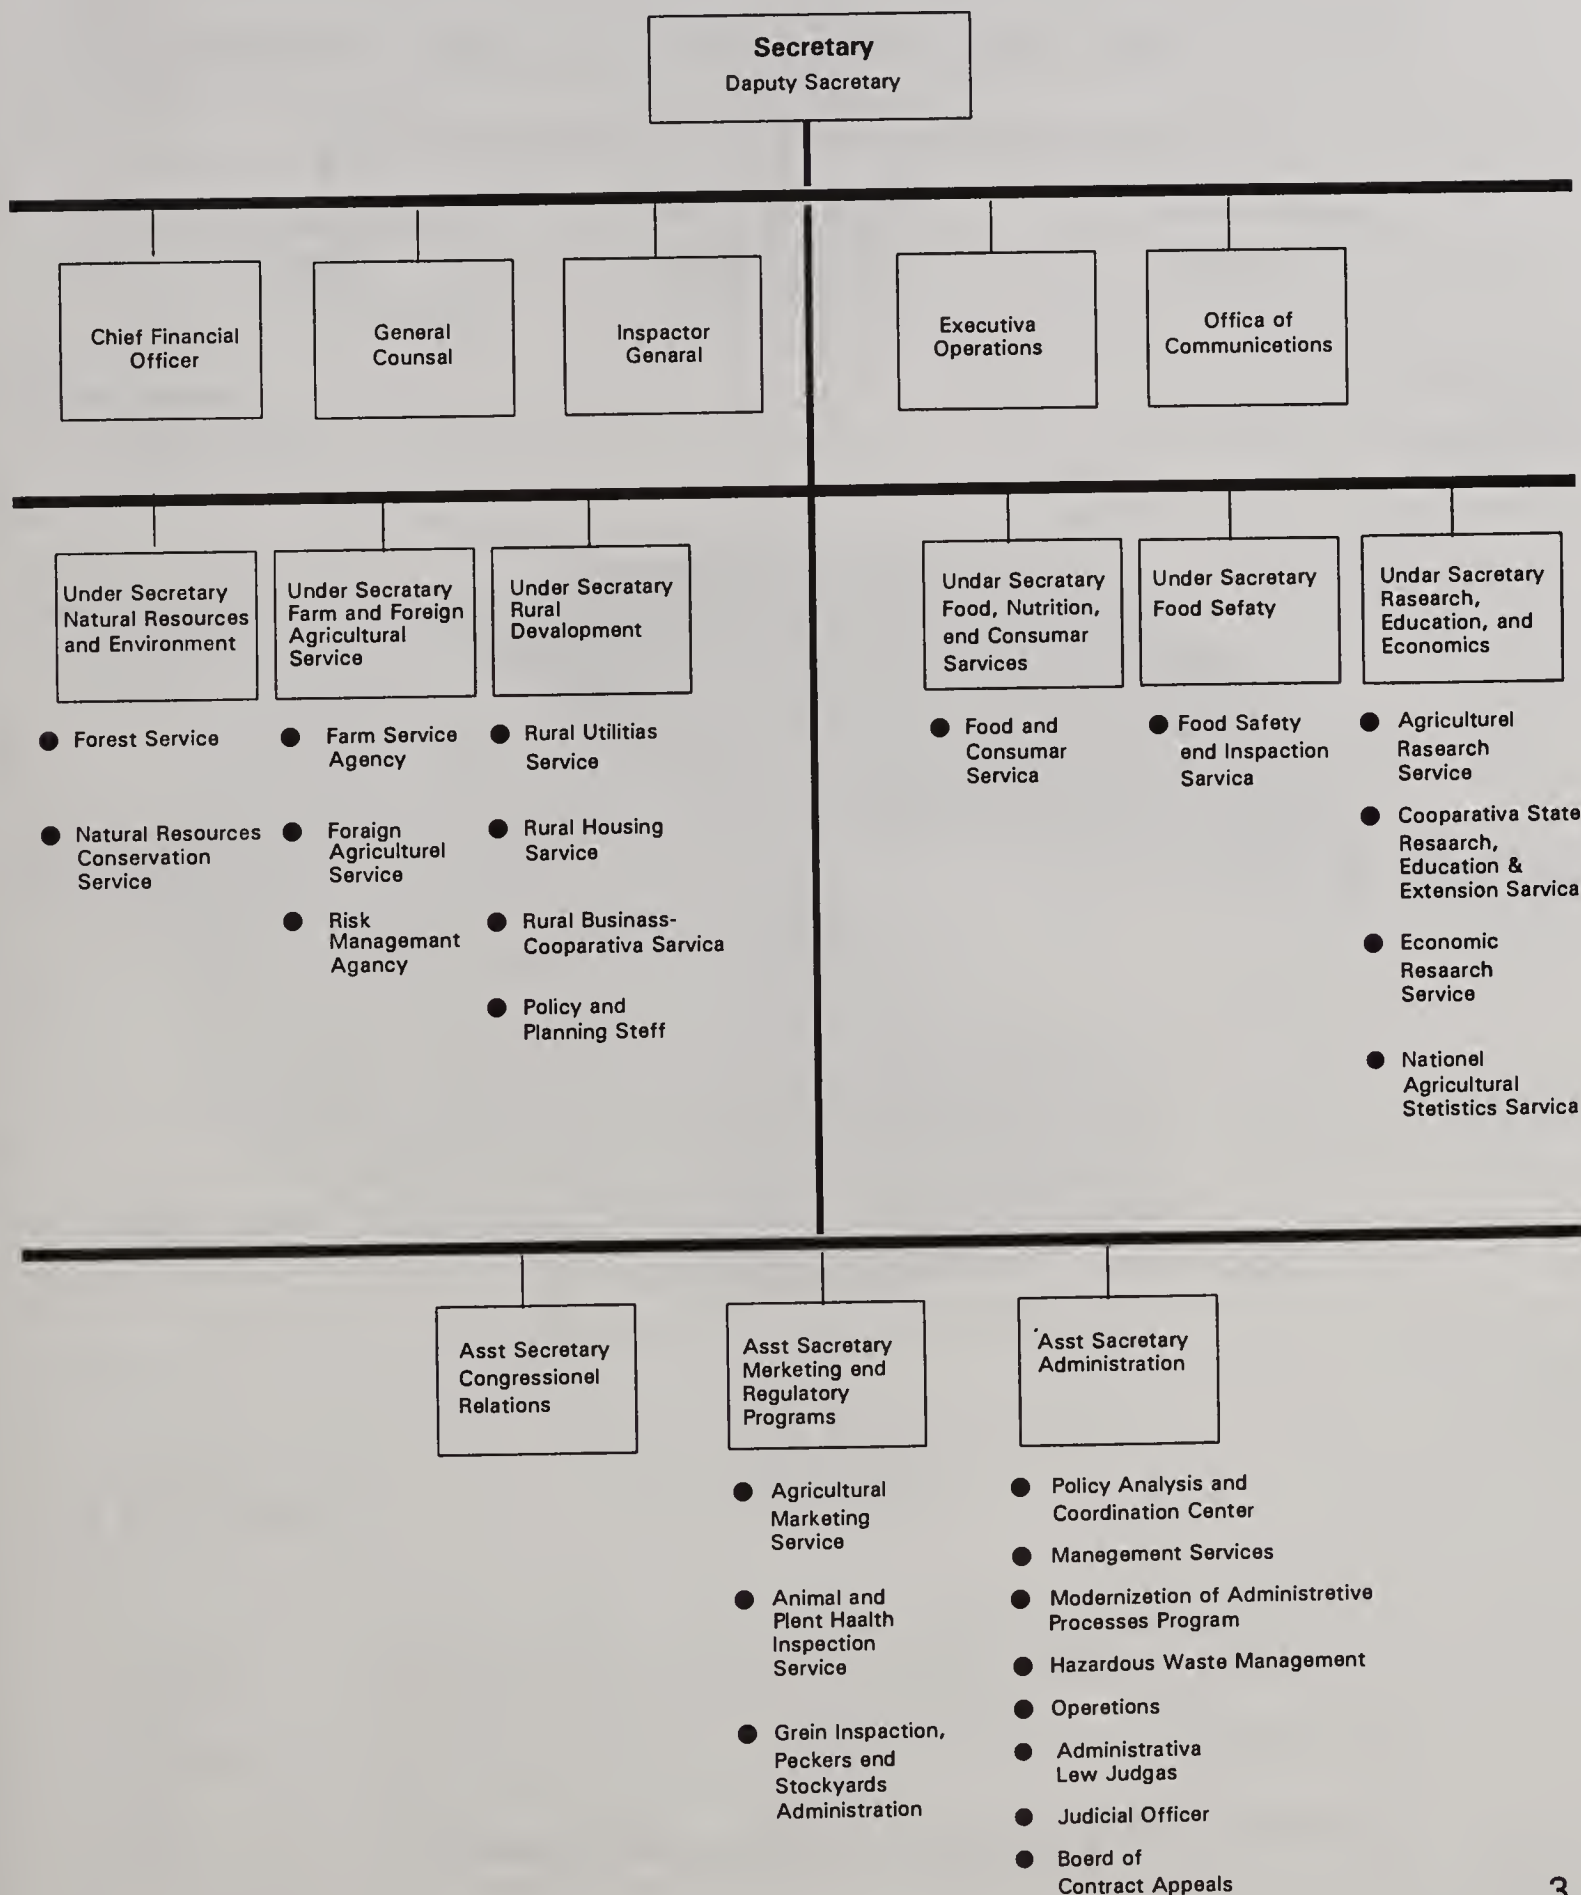 Secretary
Daputy Sacretary
Chief Financial
Officer
General
Counsal
Inspactor
Genaral
Executiva
Operations
Offica of
Communicetions
Under Secretary
Natural Resources
and Environment
Under Secratary
Farm and Foreign
Agricultural
Service
Under Secratary
Rural
Devalopment
Undar Secratary
Food, Nutrition,
end Consumar
Sarvices
Under Sacretary
Food Sefaty
Undar Sacretary
Rasearch,
Education, and
Economics
Forest Service
Natural Resources
Conservation
Service
Farm Service
Agency
Foraign
Agriculturel
Service
Risk
Managemant
Agancy
Rural Utilitias
Service
Rural Housing
Sarvice
Rural Businass-
Cooparativa Sarvica
Policy and
Planning Steff
Food and
Consumar
Servica
Food Safety
end Inspaction
Sarvica
Agriculturel
Rasearch
Service
Cooparativa State
Resaarch,
Education &
Extension Sarvica
Economic
Resaarch
Service
Nationel
Agricultural
Stetistics Sarvica
Asst Secretary
Congressionel
Relations
Asst Sacretary
Merketing end
Regulatory
Programs
Asst Sacretary
Administration
Agricultural
Marketing
Service
Animal and
Plent Haalth
Inspection
Service
Grein Inspaction,
Peckers end
Stockyards
Administration
Policy Analysis and
Coordination Center
Manegement Services
Modernizetion of Administretive
Processes Program
Hazardous Waste Management
Operetions
Administrativa
Lew Judgas
Judicial Officer
Boerd of
Contract Appeals
3